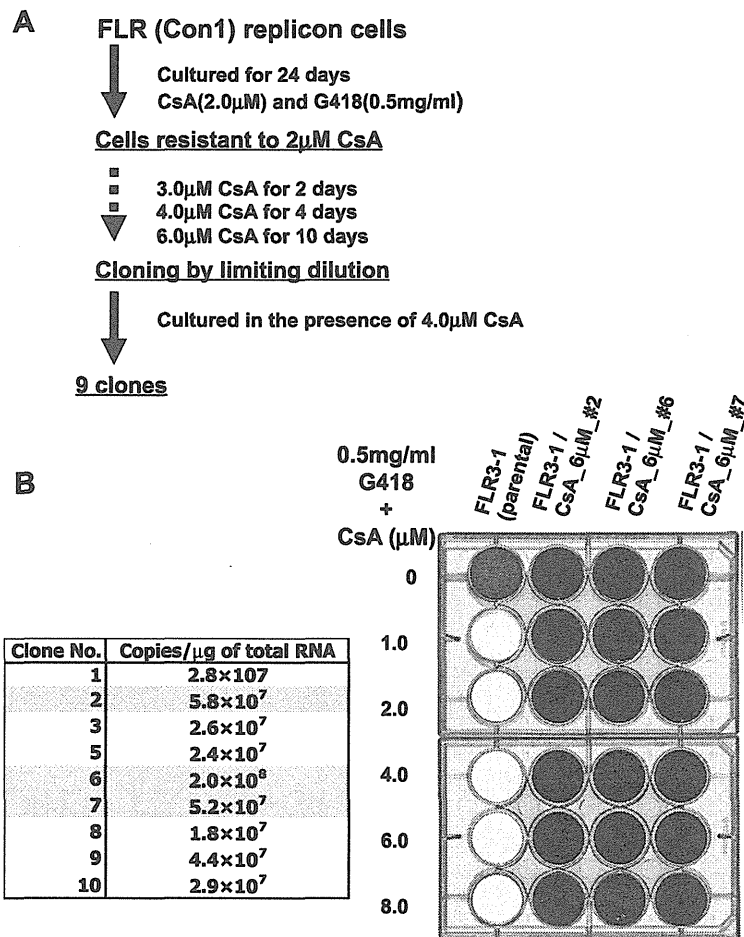 A
FLR (Con1) replicon cells
Cultured for 24 days
CsA(2.0μM) and G418(0.5mg/ml)
Cells resistant to 2μM CsA
3.0μM CsA for 2 days
4.0μM CsA for 4 days
6.0μM CsA for 10 days
Cloning by limiting dilution
Cultured in the presence of 4.0μM CsA
9 clones
B
Clone No. Copies/μg of total RNA
1 2.8×107
2 5.8×10⁷
3 2.6×10⁷
5 2.4×10⁷
6 2.0×10⁸
7 5.2×10⁷
8 1.8×10⁷
9 4.4×10⁷
10 2.9×10⁷
0.5mg/ml
G418
+
CsA (μM)
FLR3-1
(parental)
FLR3-1 /
CsA_6μM_#2
FLR3-1 /
CsA_6μM_#6
FLR3-1 /
CsA_6μM_#7
0
1.0
2.0
4.0
6.0
8.0